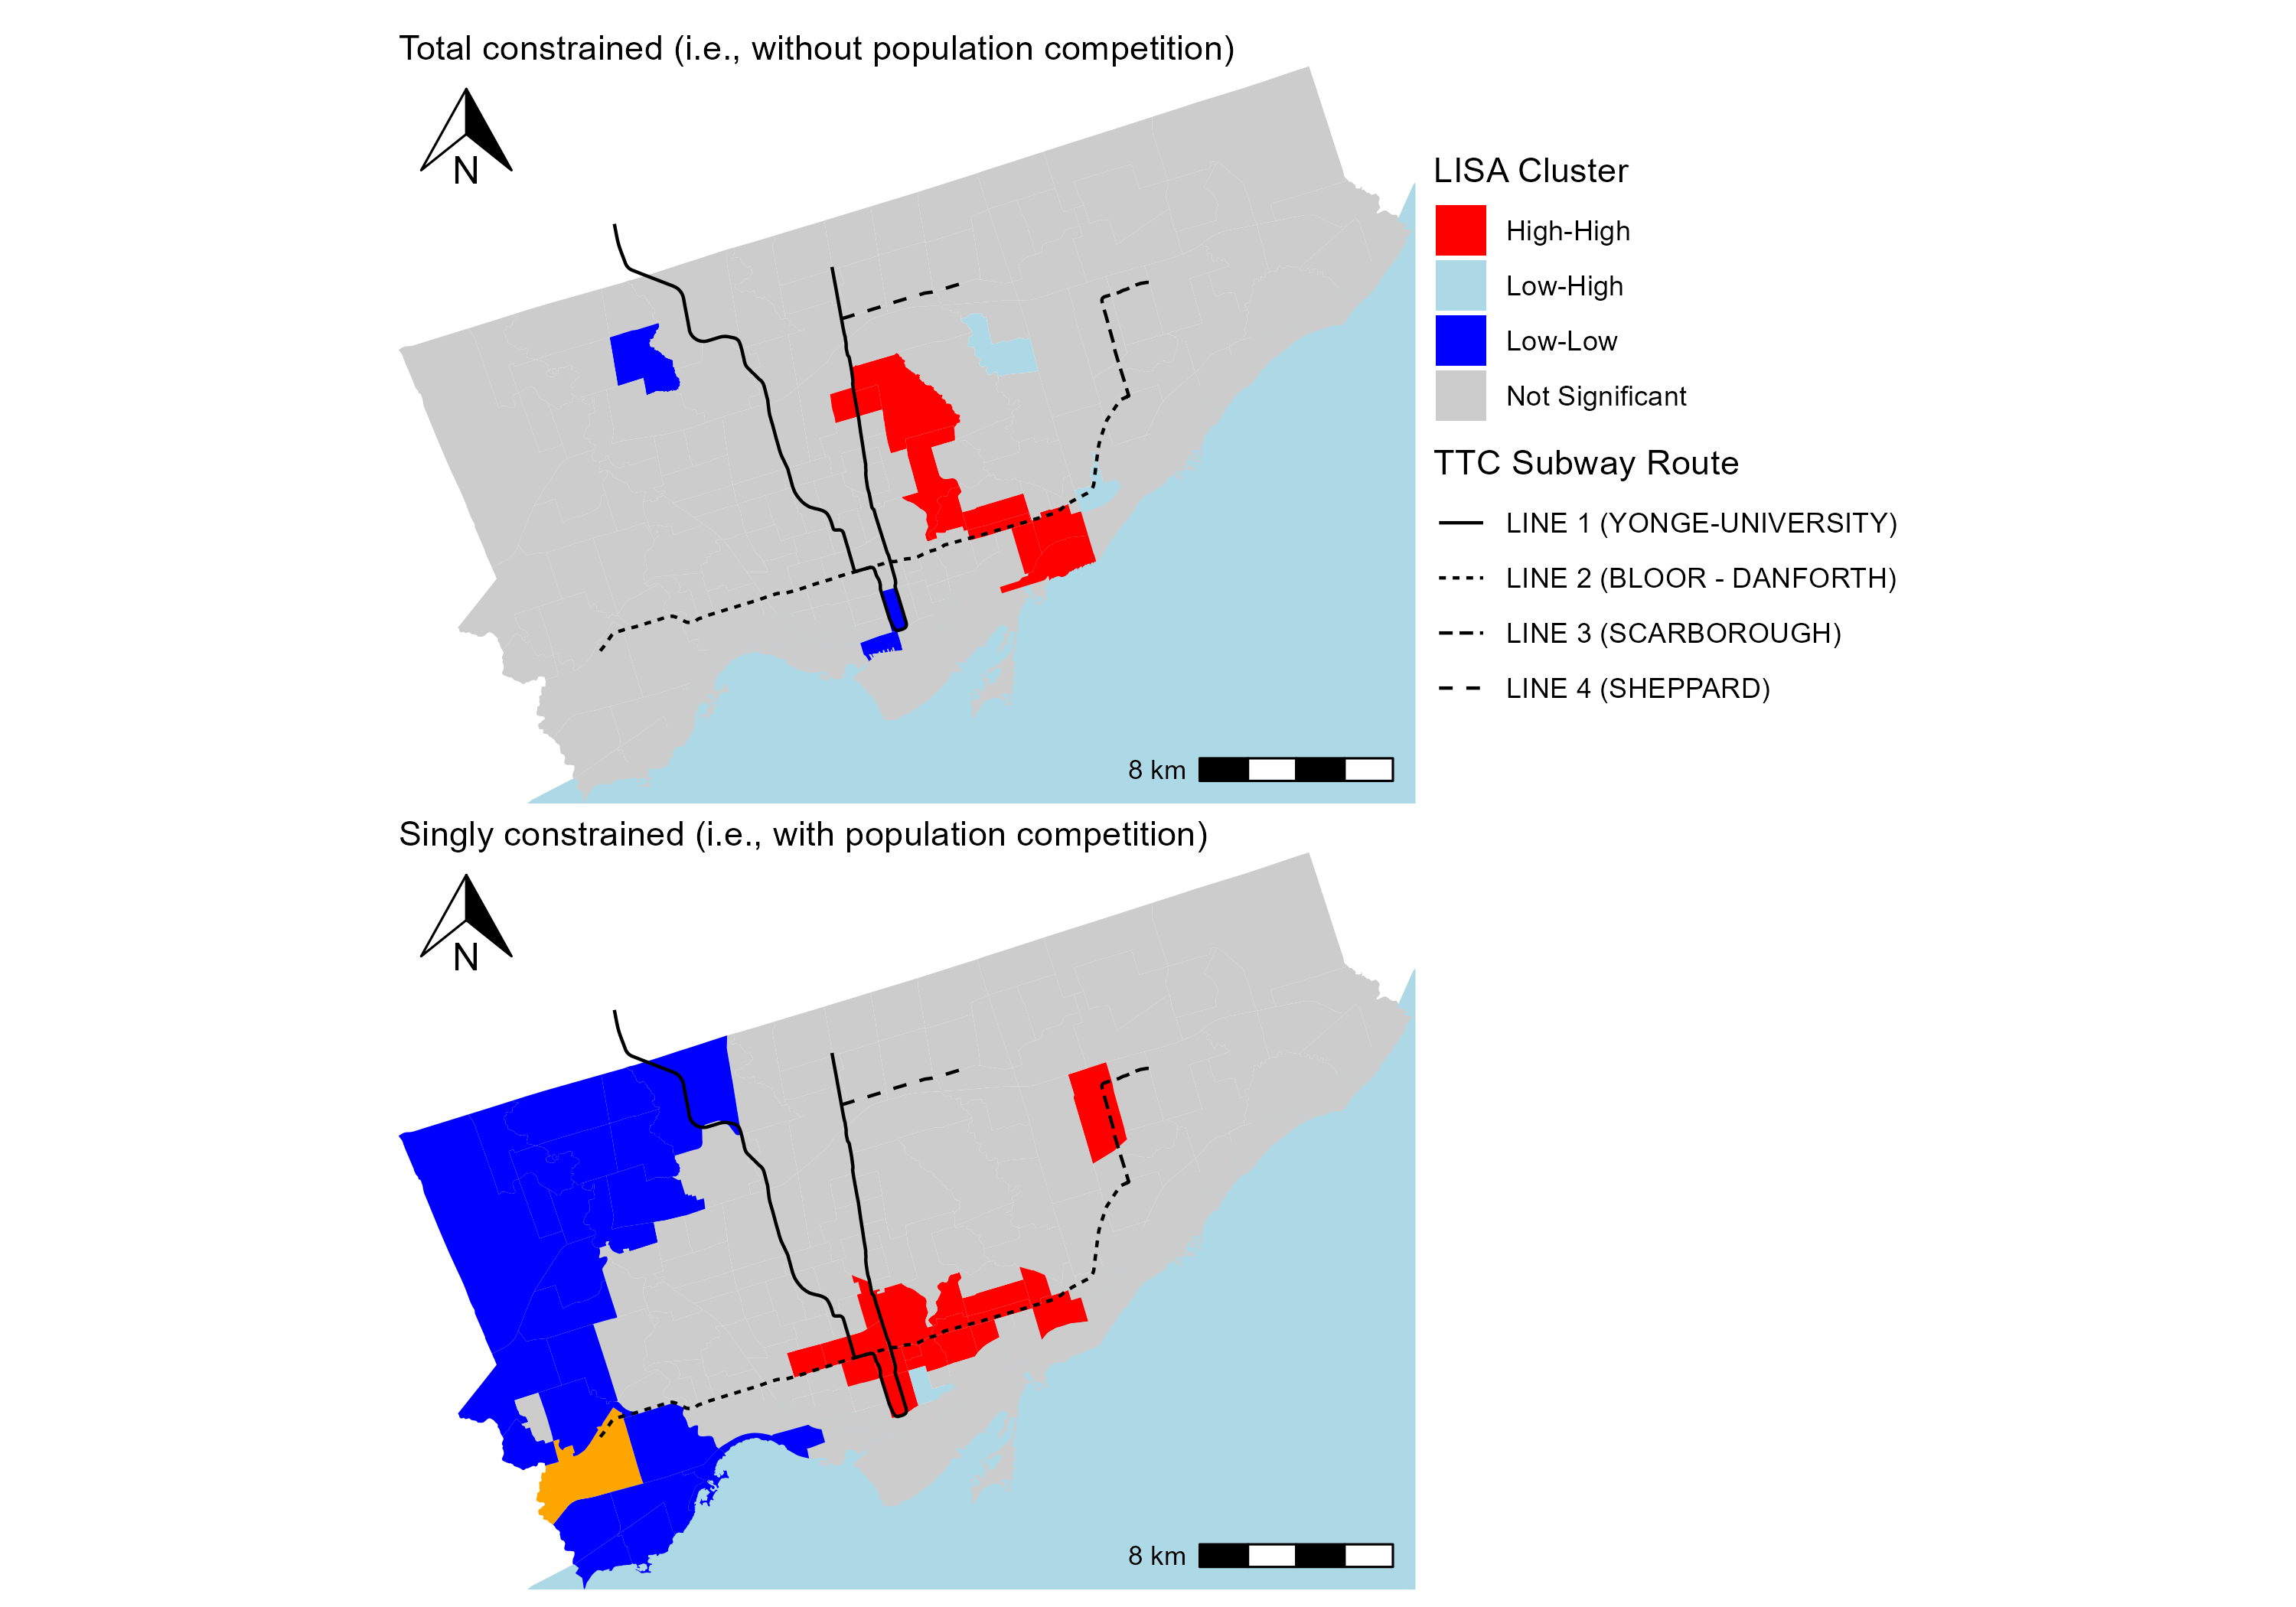 Total constrained (i.e., without population competition)
N
8 km
LISA Cluster
High-High
Low-High
Low-Low
Not Significant
TTC Subway Route
LINE 1 (YONGE-UNIVERSITY)
LINE 2 (BLOOR - DANFORTH)
LINE 3 (SCARBOROUGH)
LINE 4 (SHEPPARD)
Singly constrained (i.e., with population competition)
N
8 km